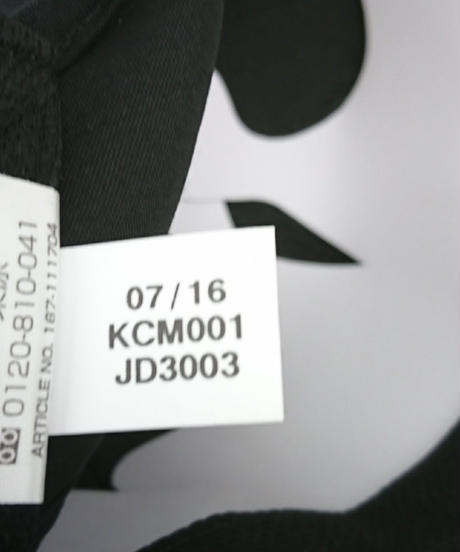 07/16
KCM001
JD3003
0120-810-041
ARTICLE NO. 167-111704